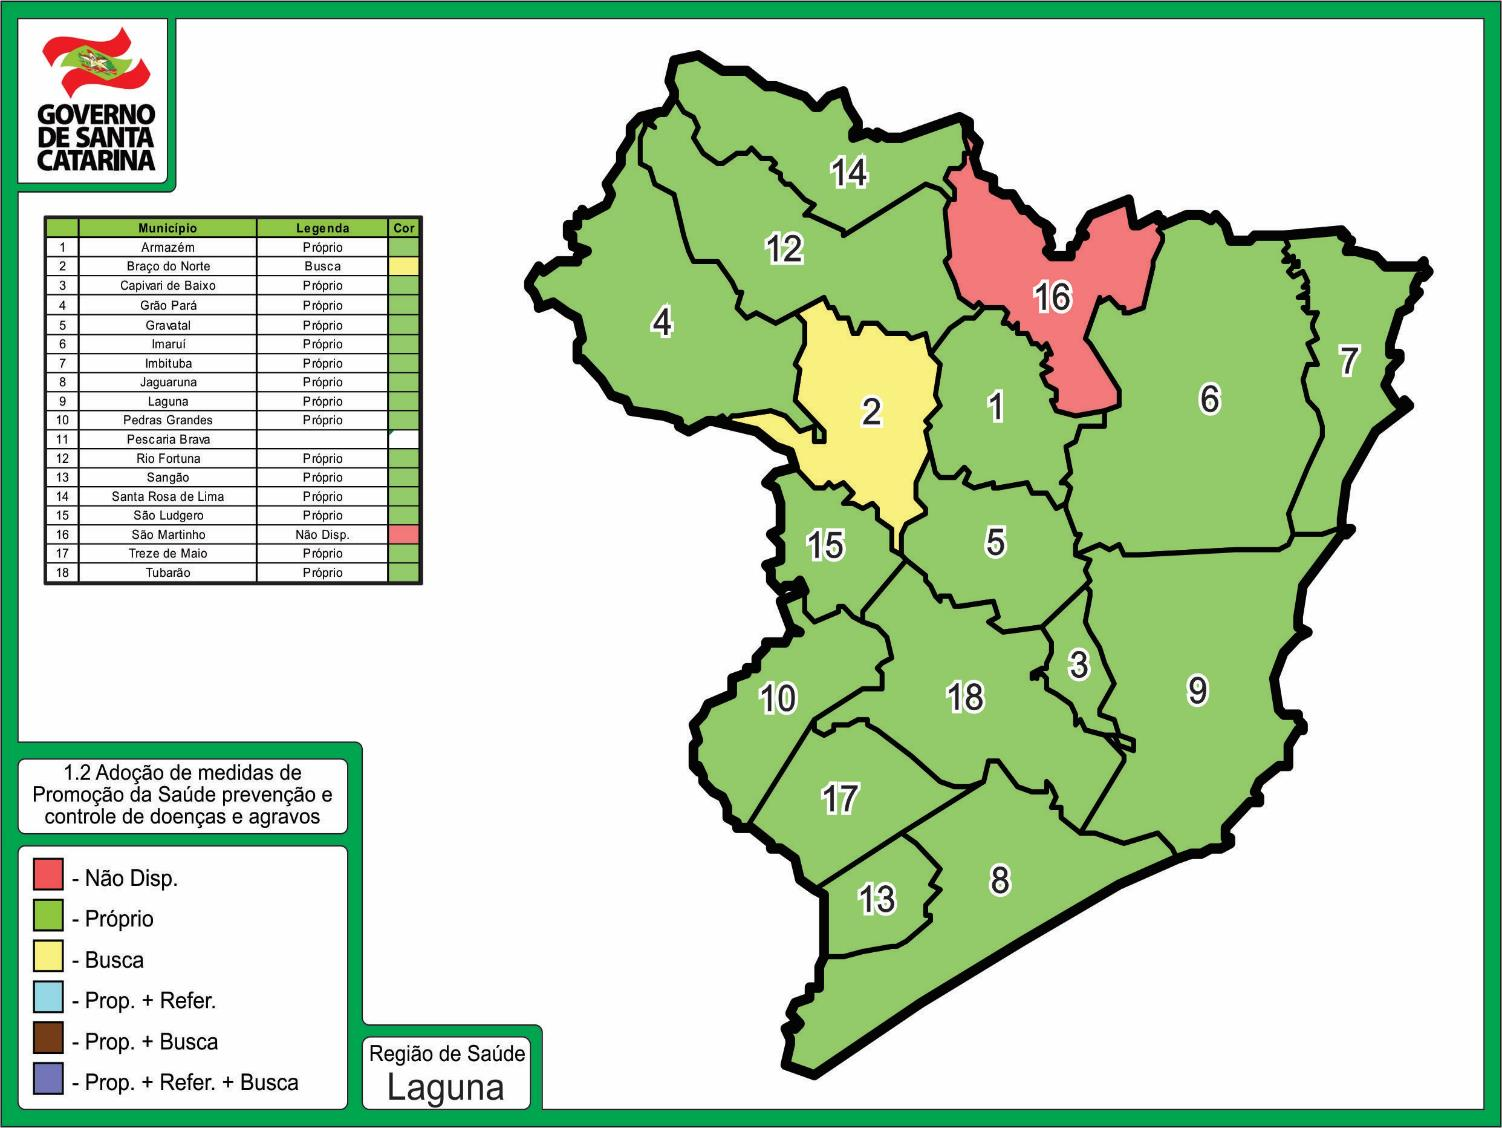 GOVERNO
DE SANTA
CATARINA
Município Legenda Cor
1 Armazém Próprio
2 Braço do Norte Busca
3 Capivari de Baixo Próprio
4 Grão Pará Próprio
5 Gravatal Próprio
6 Imaruí Próprio
7 Imbituba Próprio
8 Jaguaruna Próprio
9 Laguna Próprio
10 Pedras Grandes Próprio
11 Pescaria Brava
12 Rio Fortuna Próprio
13 Sangão Próprio
14 Santa Rosa de Lima Próprio
15 São Ludgero Próprio
16 São Martinho Não Disp.
17 Treze de Maio Próprio
18 Tubarão Próprio
14
12
16
4
7
6
2
1
15
5
3
10
18
9
17
8
13
1.2 Adoção de medidas de
Promoção da Saúde prevenção e
controle de doenças e agravos
- Não Disp.
- Próprio
- Busca
- Prop. + Refer.
- Prop. + Busca
- Prop. + Refer. + Busca
Região de Saúde
Laguna